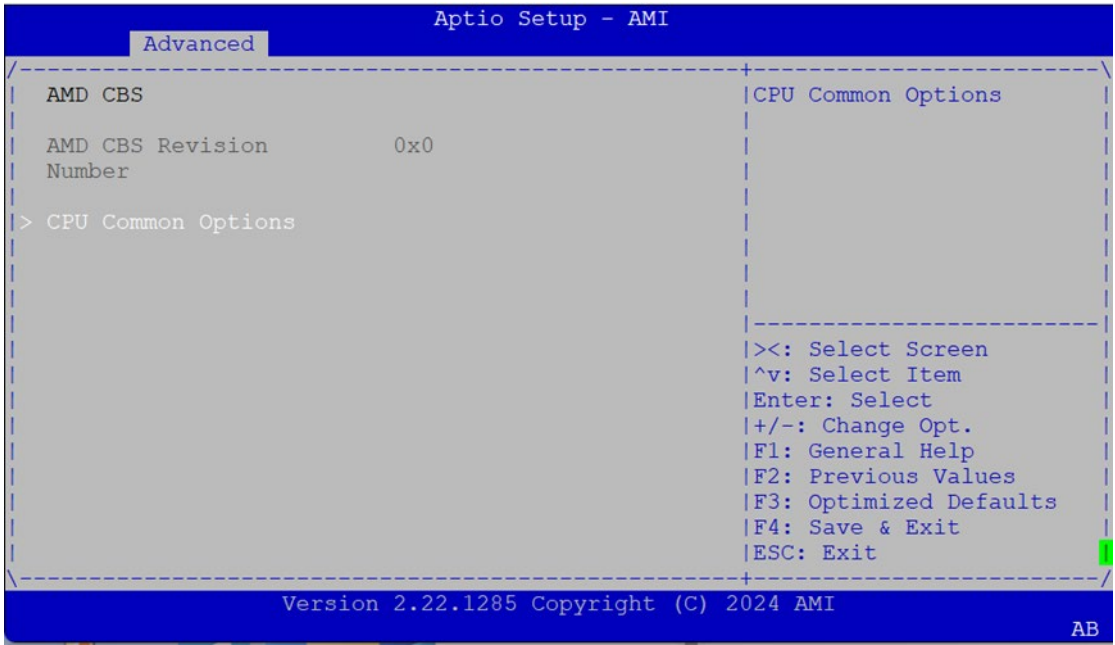 Aptio Setup - AMI
Advanced
AMD CBS
AMD CBS Revision 0x0
Number
> CPU Common Options
CPU Common Options
><: Select Screen
^v: Select Item
Enter: Select
+/-: Change Opt.
F1: General Help
F2: Previous Values
F3: Optimized Defaults
F4: Save & Exit
ESC: Exit
Version 2.22.1285 Copyright (C) 2024 AMI
AB